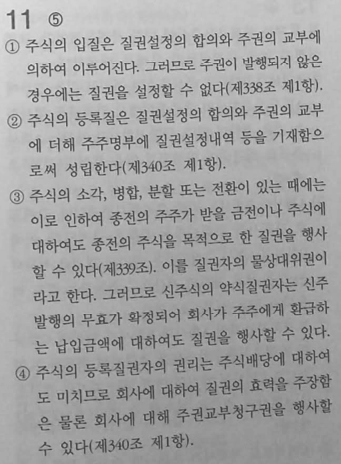 11 ⑤
① 주식의 입질은 질권설정의 합의와 주권의 교부에
의하여 이루어진다. 그러므로 주권이 발행되지 않은
경우에는 질권을 설정할 수 없다(제338조 제1항).
② 주식의 등록질은 질권설정의 합의와 주권의 교부
에 더해 주주명부에 질권설정내역 등을 기재함으
로써 성립한다(제340조 제1항).
③ 주식의 소각, 병합, 분할 또는 전환이 있는 때에는
이로 인하여 종전의 주주가 받을 금전이나 주식에
대하여도 종전의 주식을 목적으로 한 질권을 행사
할 수 있다(제339조). 이를 질권자의 물상대위권이
라고 한다. 그러므로 신주식의 약식질권자는 신주
발행의 무효가 확정되어 회사가 주주에게 환급하
는 납입금액에 대하여도 질권을 행사할 수 있다.
④ 주식의 등록질권자의 권리는 주식배당에 대하여
도 미치므로 회사에 대하여 질권의 효력을 주장함
은 물론 회사에 대해 주권교부청구권을 행사할
수 있다(제340조 제1항).